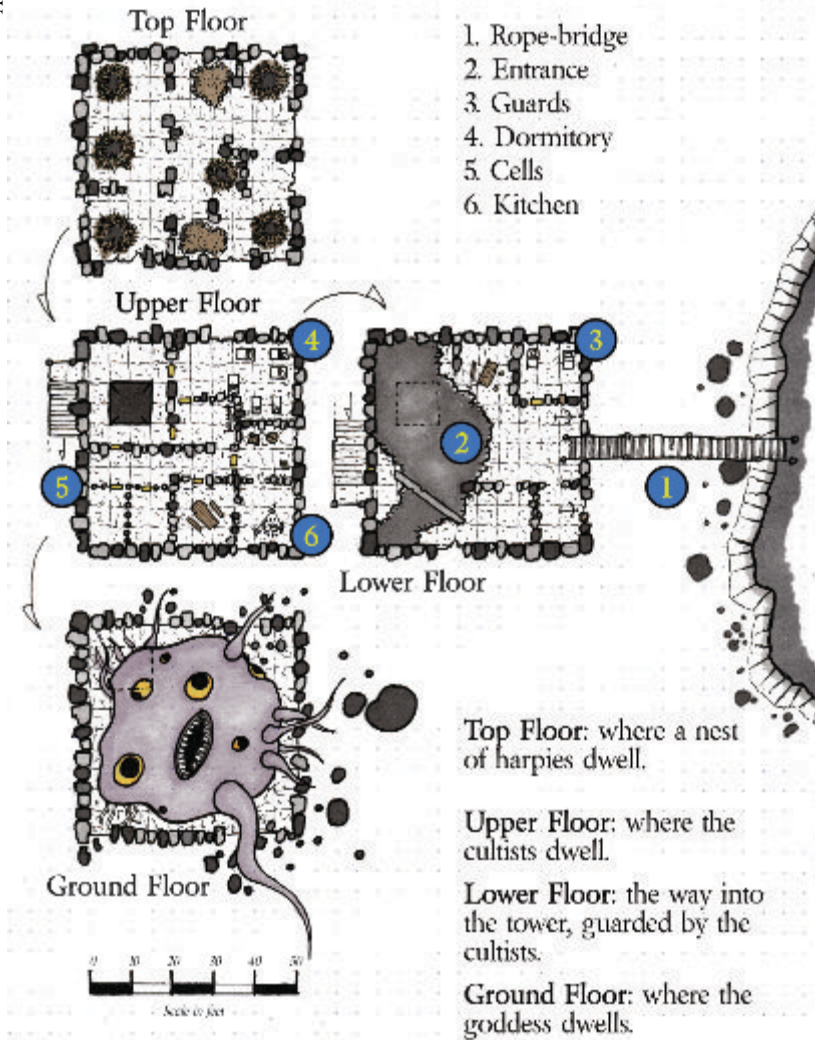 Top Floor
1. Rope-bridge
2. Entrance
3. Guards
4. Dormitory
5. Cells
6. Kitchen
Upper Floor
4
3
2
5
1
6
Lower Floor
Top Floor: where a nest
of harpies dwell.
Upper Floor: where the
cultists dwell.
Ground Floor
Lower Floor: the way into
the tower, guarded by the
cultists.
0 10 20 30 40 50
Scale in feet
Ground Floor: where the
goddess dwells.